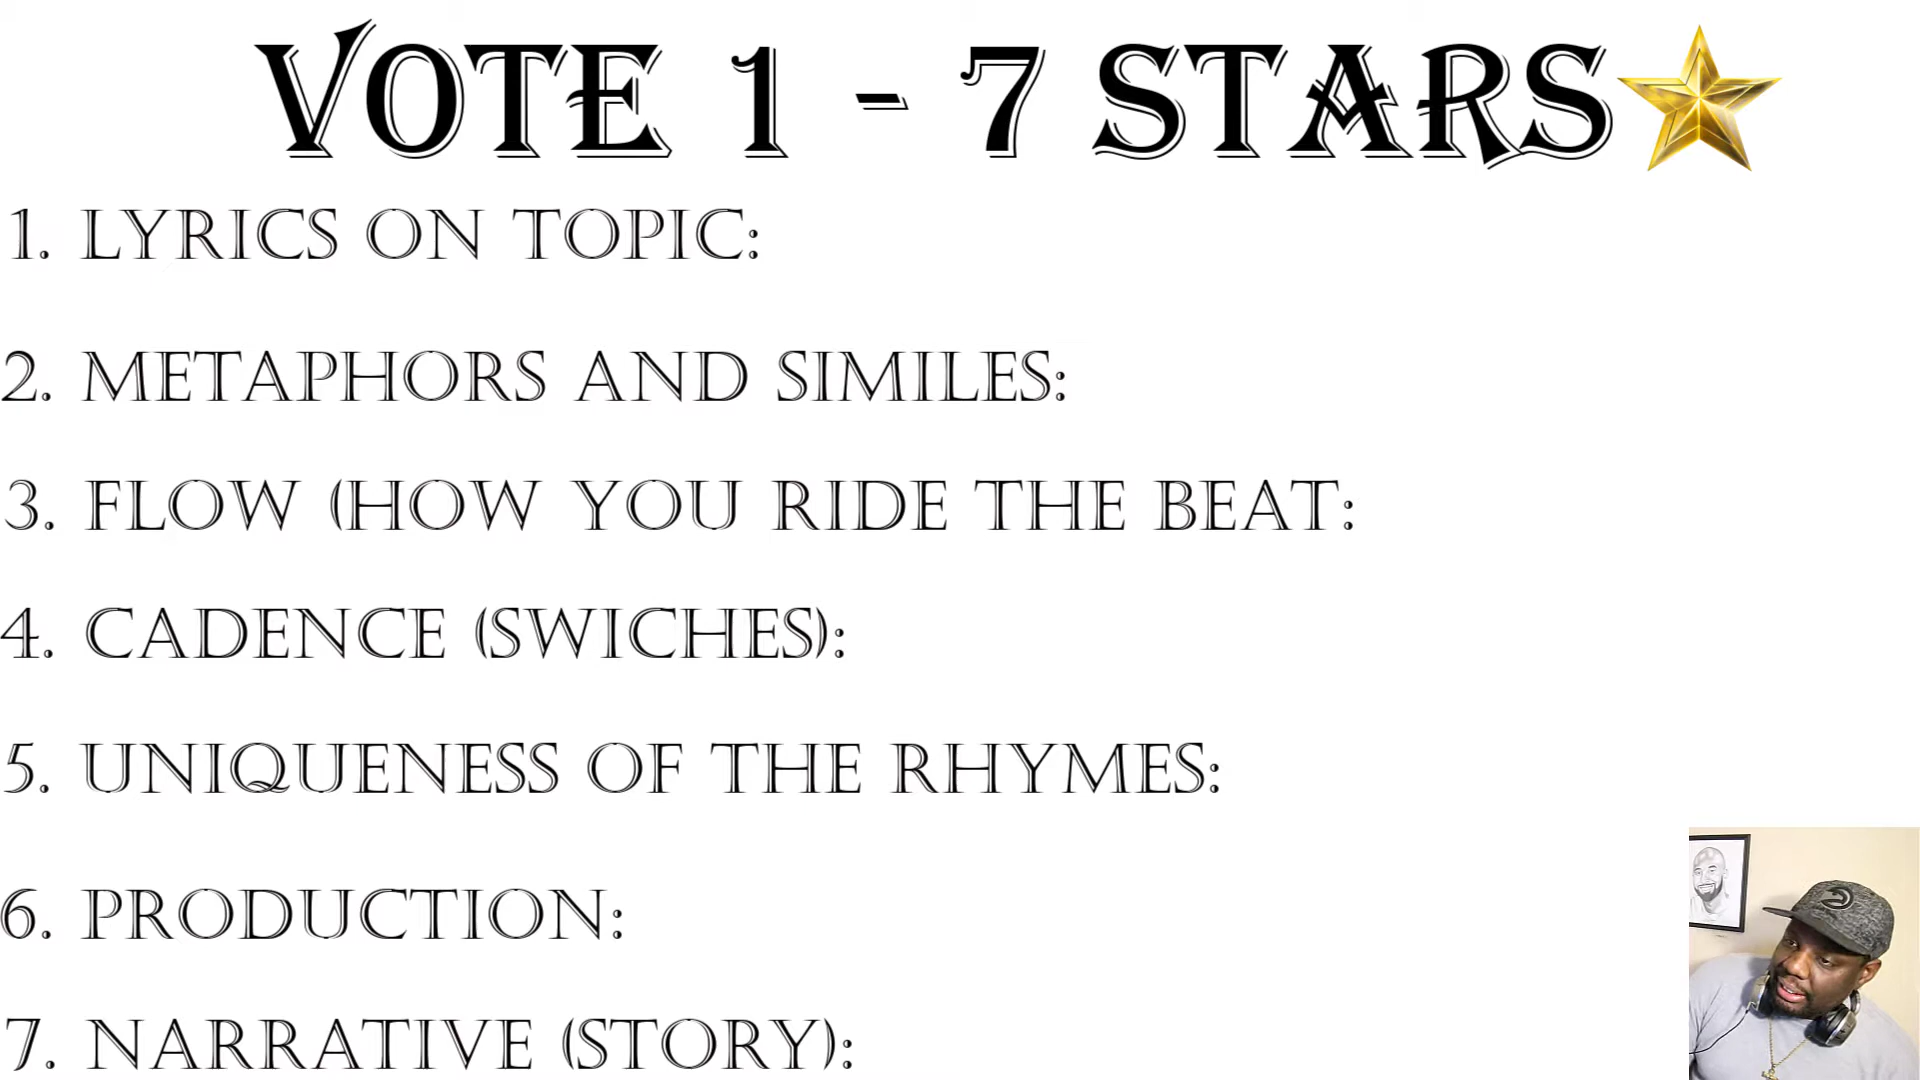 VOTE 1 - 7 STARS
1. LYRICS ON TOPIC:
2. METAPHORS AND SIMILES:
3. FLOW (HOW YOU RIDE THE BEAT:
4. CADENCE (SWICHES):
5. UNIQUENESS OF THE RHYMES:
6. PRODUCTION:
7. NARRATIVE (STORY):